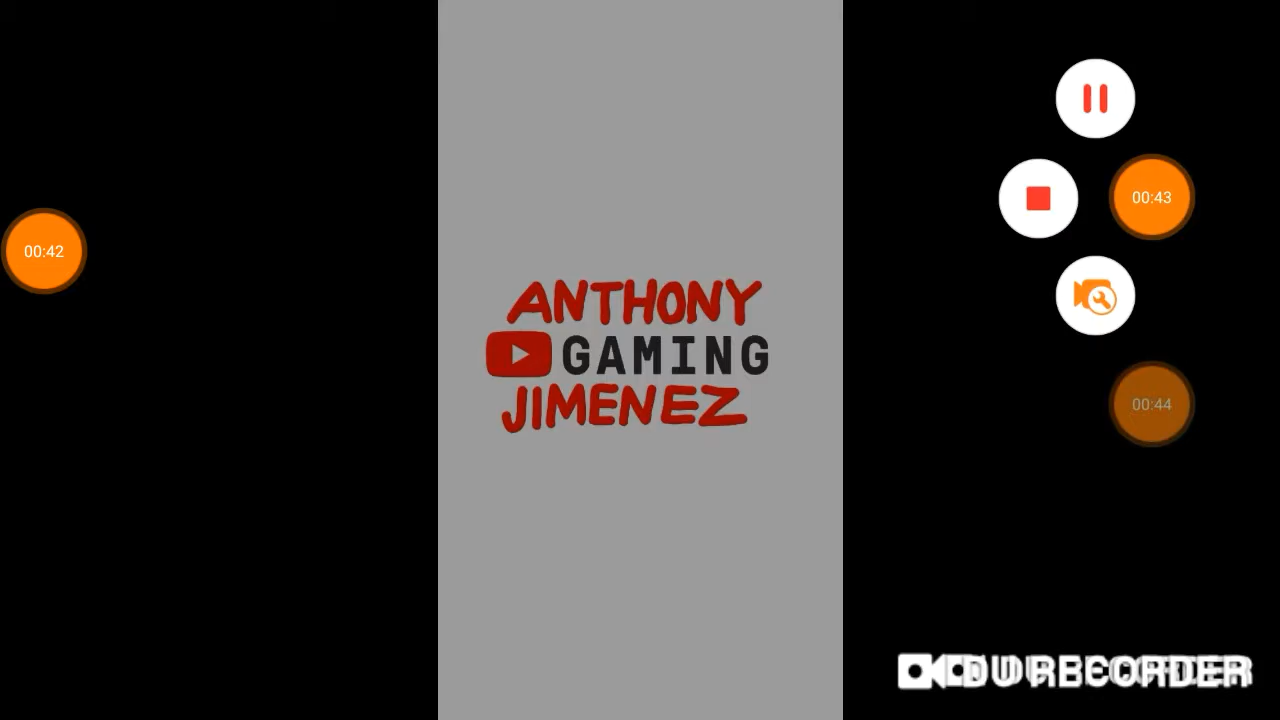 00:42
ANTHONY
GAMING
JIMENEZ
00:43
00:44
DU RECORDER